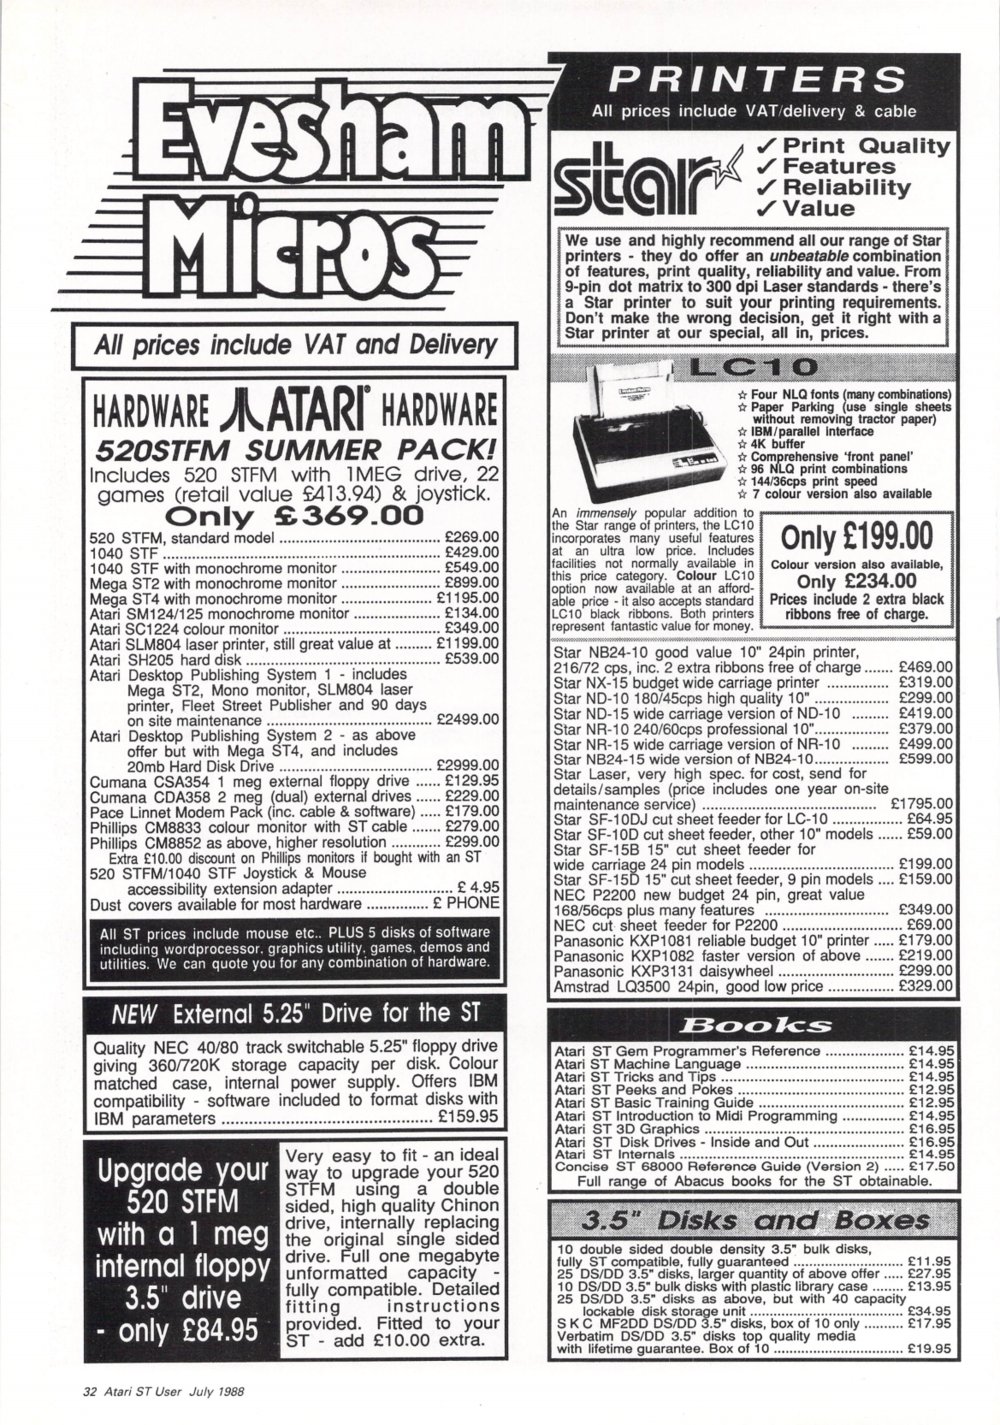 Evesham
Micros
All prices include VAT and Delivery
HARDWARE ATARI® HARDWARE
520STFM SUMMER PACK!
Includes 520 STFM with 1MEG drive, 22
games (retail value £413.94) & joystick.
Only £369.00
520 STFM, standard model .......................... £269.00
1040 STF .......................... £429.00
1040 STF with monochrome monitor ................ £549.00
Mega ST2 with monochrome monitor ................ £899.00
Mega ST4 with monochrome monitor ............... £1195.00
Atari SM124/125 monochrome monitor .............. £134.00
Atari SC1224 colour monitor .......................... £349.00
Atari SLM804 laser printer, still great value at ........ £1199.00
Atari SH205 hard disk .......................... £539.00
Atari Desktop Publishing System 1 - includes
Mega ST2, Mono monitor, SLM804 laser
printer, Fleet Street Publisher and 90 days
on site maintenance .......................... £2499.00
Atari Desktop Publishing System 2 - as above
offer but with Mega ST4, and includes
20mb Hard Disk Drive .......................... £2999.00
Cumana CSA354 1 meg external floppy drive ..... £129.95
Cumana CDA358 2 meg (dual) external drives ...... £229.00
Pace Linnet Modem Pack (inc. cable & software) ..... £179.00
Phillips CM8833 colour monitor with ST cable ....... £279.00
Phillips CM8852 as above, higher resolution .......... £299.00
Extra £10.00 discount on Phillips monitors if bought with an ST
520 STFM/1040 STF Joystick & Mouse
accessibility extension adapter ................... £ 4.95
Dust covers available for most hardware .............. £ PHONE
All ST prices include mouse etc.. PLUS 5 disks of software
including wordprocessor, graphics utility, games, demos and
utilities. We can quote you for any combination of hardware.
NEW External 5.25" Drive for the ST
Quality NEC 40/80 track switchable 5.25" floppy drive
giving 360/720K storage capacity per disk. Colour
matched case, internal power supply. Offers IBM
compatibility - software included to format disks with
IBM parameters .......................... £159.95
Upgrade your
520 STFM
with a 1 meg
internal floppy
3.5" drive
- only £84.95
Very easy to fit - an ideal
way to upgrade your 520
STFM using a double
sided, high quality Chinon
drive, internally replacing
the original single sided
drive. Full one megabyte
unformatted capacity -
fully compatible. Detailed
fitting instructions
provided. Fitted to your
ST - add £10.00 extra.
PRINTERS
All prices include VAT/delivery & cable
star
✓ Print Quality
✓ Features
✓ Reliability
✓ Value
We use and highly recommend all our range of Star
printers - they do offer an unbeatable combination
of features, print quality, reliability and value. From
9-pin dot matrix to 300 dpi Laser standards - there's
a Star printer to suit your printing requirements.
Don't make the wrong decision, get it right with a
Star printer at our special, all in, prices.
LC10
☆ Four NLQ fonts (many combinations)
☆ Paper Parking (use single sheets
without removing tractor paper)
☆ IBM/parallel interface
☆ 4K buffer
☆ Comprehensive 'front panel'
☆ 96 NLQ print combinations
☆ 144/36cps print speed
☆ 7 colour version also available
An immensely popular addition to
the Star range of printers, the LC10
incorporates many useful features
at an ultra low price. Includes
facilities not normally available in
this price category. Colour LC10
option now available at an afford-
able price - it also accepts standard
LC10 black ribbons. Both printers
represent fantastic value for money.
Only £199.00
Colour version also available,
Only £234.00
Prices include 2 extra black
ribbons free of charge.
Star NB24-10 good value 10" 24pin printer,
216/72 cps, inc. 2 extra ribbons free of charge ....... £469.00
Star NX-15 budget wide carriage printer ............... £319.00
Star ND-10 180/45cps high quality 10" .................. £299.00
Star ND-15 wide carriage version of ND-10 ......... £419.00
Star NR-10 240/60cps professional 10"................. £379.00
Star NR-15 wide carriage version of NR-10 ......... £499.00
Star NB24-15 wide version of NB24-10.................. £599.00
Star Laser, very high spec. for cost, send for
details/samples (price includes one year on-site
maintenance service) .......................... £1795.00
Star SF-10DJ cut sheet feeder for LC-10 .............. £64.95
Star SF-10D cut sheet feeder, other 10" models ...... £59.00
Star SF-15B 15" cut sheet feeder for
wide carriage 24 pin models .......................... £199.00
Star SF-15D 15" cut sheet feeder, 9 pin models .... £159.00
NEC P2200 new budget 24 pin, great value
168/56cps plus many features .......................... £349.00
NEC cut sheet feeder for P2200 .......................... £69.00
Panasonic KXP1081 reliable budget 10" printer ..... £179.00
Panasonic KXP1082 faster version of above ....... £219.00
Panasonic KXP3131 daisywheel .......................... £299.00
Amstrad LQ3500 24pin, good low price ................ £329.00
Books
Atari ST Gem Programmer's Reference ................... £14.95
Atari ST Machine Language .......................... £14.95
Atari ST Tricks and Tips .......................... £14.95
Atari ST Peeks and Pokes .......................... £12.95
Atari ST Basic Training Guide .......................... £12.95
Atari ST Introduction to Midi Programming ............... £14.95
Atari ST 3D Graphics .......................... £16.95
Atari ST Disk Drives - Inside and Out ...................... £16.95
Atari ST Internals .......................... £14.95
Concise ST 68000 Reference Guide (Version 2) ..... £17.50
Full range of Abacus books for the ST obtainable.
3.5" Disks and Boxes
10 double sided double density 3.5" bulk disks,
fully ST compatible, fully guaranteed .......................... £11.95
25 DS/DD 3.5" disks, larger quantity of above offer ..... £27.95
10 DS/DD 3.5" bulk disks with plastic library case ........ £13.95
25 DS/DD 3.5" disks as above, but with 40 capacity
lockable disk storage unit .......................... £34.95
S K C MF2DD DS/DD 3.5" disks, box of 10 only .......... £17.95
Verbatim DS/DD 3.5" disks top quality media
with lifetime guarantee. Box of 10 .......................... £19.95
32 Atari ST User July 1988